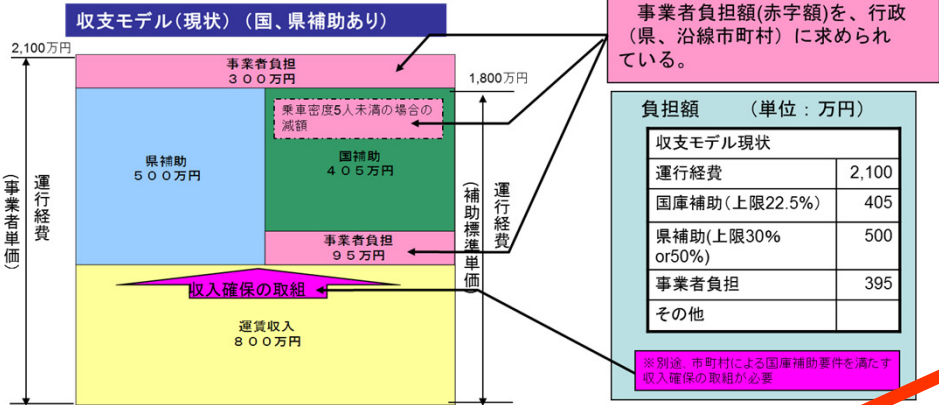 収支モデル(現状)(国、県補助あり)
事業者負担額(赤字額)を、行政
(県、沿線市町村)に求められ
ている。
2,100万円
事業者負担
300万円
1,800万円
乗車密度5人未満の場合の
減額
県補助
500万円
国補助
405万円
事業者負担
95万円
運行経費
(事業者単価)
運行経費
(補助標準単価)
収入確保の取組
運賃収入
800万円
負担額 (単位:万円)
収支モデル現状
運行経費 2,100
国庫補助(上限22.5%) 405
県補助(上限30% 500
or50%)
事業者負担 395
その他
※別途、市町村による国庫補助要件を満たす
収入確保の取組が必要